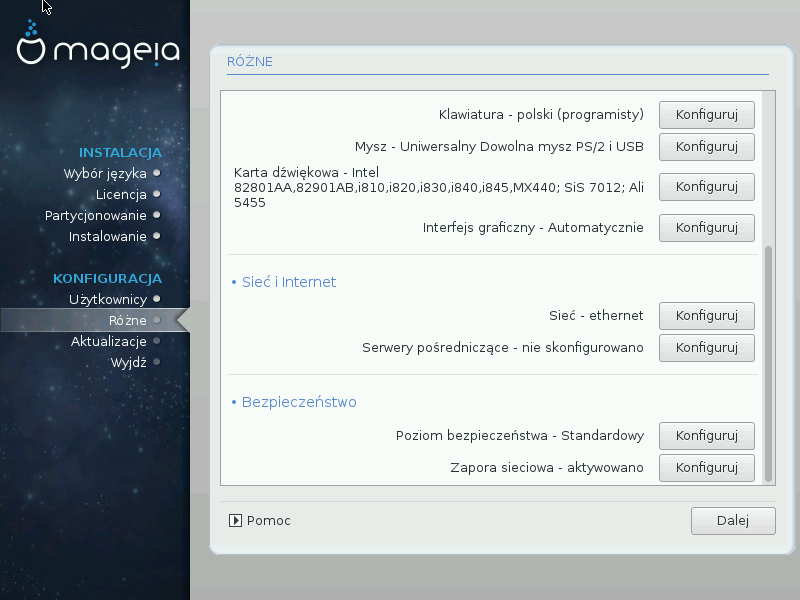 mageia
INSTALACJA
Wybór języka
Licencja
Partycjonowanie
Instalowanie
KONFIGURACJA
Użytkownicy
Różne
Aktualizacje
Wyjdź
RÓŻNE
Klawiatura - polski (programisty) Konfiguruj
Mysz - Uniwersalny Dowolna mysz PS/2 i USB Konfiguruj
Karta dźwiękowa - Intel
82801AA,82901AB,i810,i820,i830,i840,i845,MX440; SiS 7012; Ali Konfiguruj
5455
Interfejs graficzny - Automatycznie Konfiguruj
• Sieć i Internet
Sieć - ethernet Konfiguruj
Serwery pośredniczące - nie skonfigurowano Konfiguruj
• Bezpieczeństwo
Poziom bezpieczeństwa - Standardowy Konfiguruj
Zapora sieciowa - aktywowano Konfiguruj
Pomoc Dalej